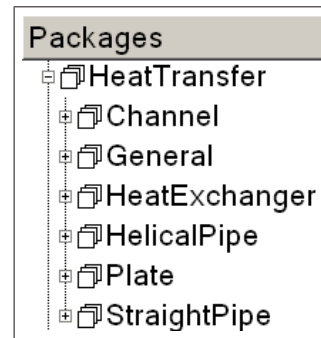 Packages
HeatTransfer
Channel
General
HeatExchanger
HelicalPipe
Plate
StraightPipe